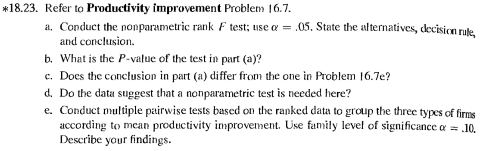 *18.23. Refer to Productivity improvement Problem 16.7.
a. Conduct the nonparametric rank F test; use α = .05. State the alternatives, decision rule,
and conclusion.
b. What is the P-value of the test in part (a)?
c. Does the conclusion in part (a) differ from the one in Problem 16.7e?
d. Do the data suggest that a nonparametric test is needed here?
e. Conduct multiple pairwise tests based on the ranked data to group the three types of firms
according to mean productivity improvement. Use family level of significance α = .10.
Describe your findings.